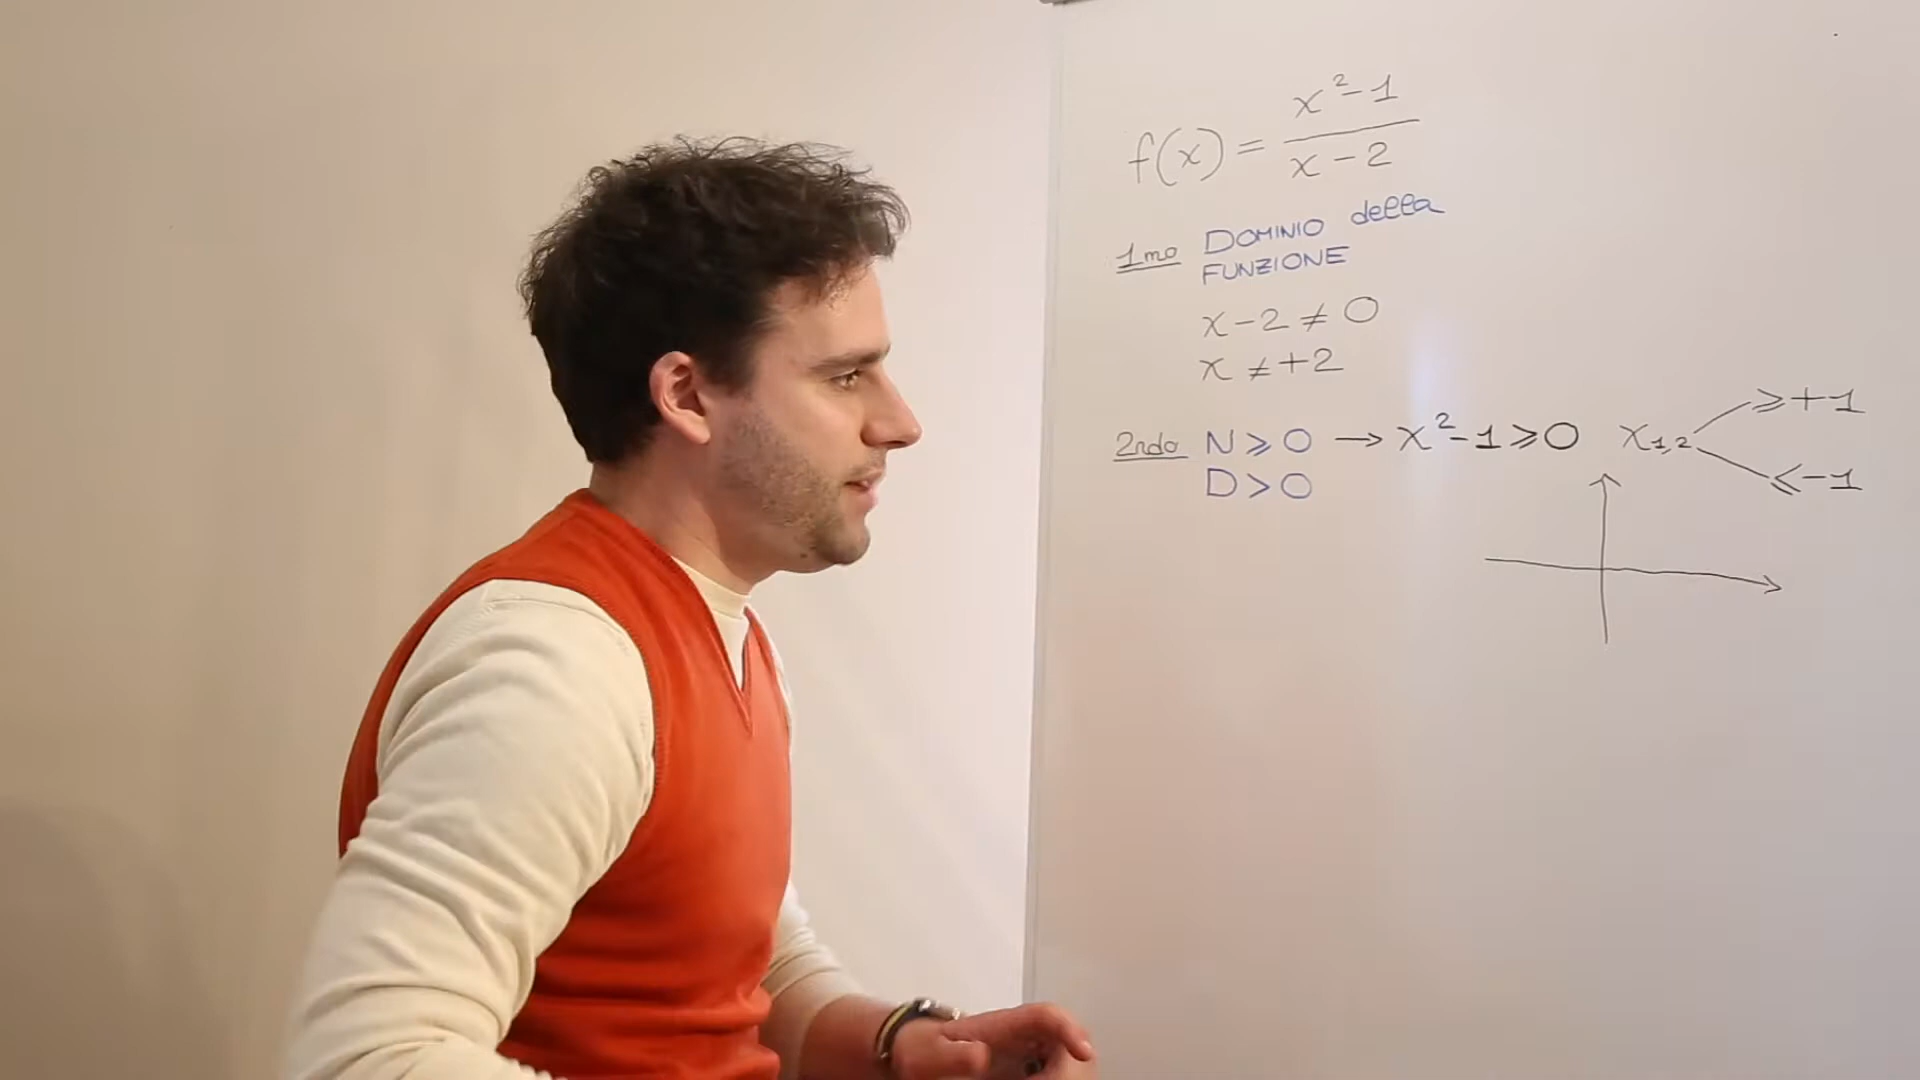 f(x) = x²-1 / x-2
1mo DOMINIO della
FUNZIONE
x-2 ≠ 0
x ≠ +2
2ndo N ⩾ 0 → x²-1 ⩾ 0 x₁,₂ ⩾+1
⩽-1
D > 0